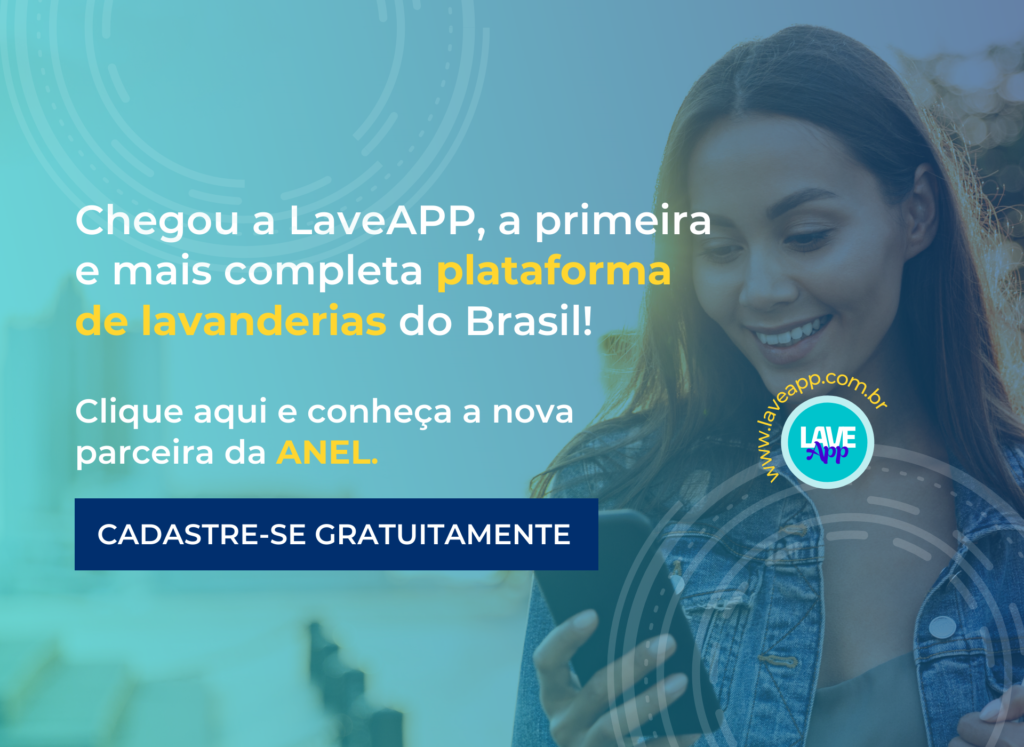 Chegou a LaveAPP, a primeira
e mais completa plataforma
de lavanderias do Brasil!
Clique aqui e conheça a nova
parceira da ANEL.
www.laveapp.com.br
LAVE
App
CADASTRE-SE GRATUITAMENTE